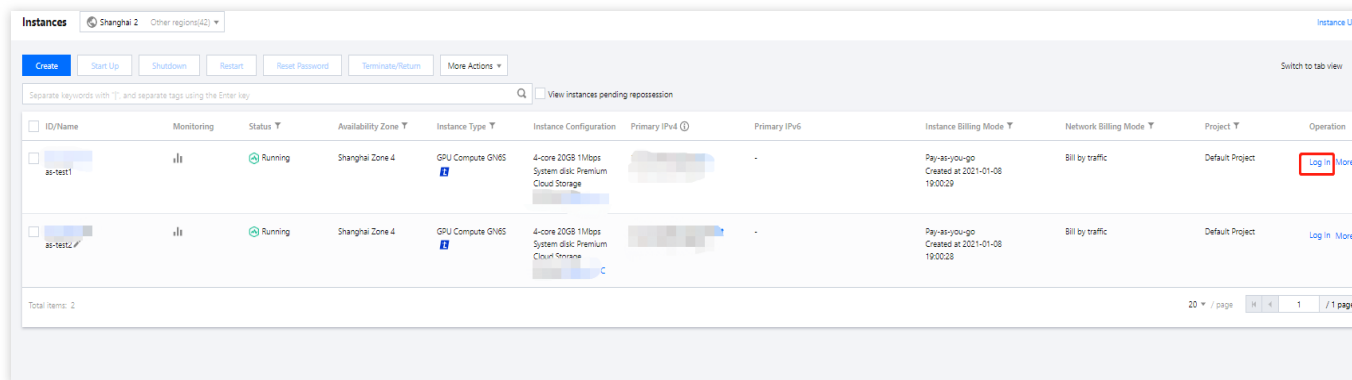 Instances Shanghai 2 Other regions(42) Instance U
Create Start Up Shutdown Restart Reset Password Terminate/Return More Actions Switch to tab view
Separate keywords with "|", and separate tags using the Enter key View instances pending repossession
ID/Name Monitoring Status Availability Zone Instance Type Instance Configuration Primary IPv4 Primary IPv6 Instance Billing Mode Network Billing Mode Project Operation
Running Shanghai Zone 4 GPU Compute GN6S 4-core 20GB 1Mbps - Pay-as-you-go Bill by traffic Default Project Log In More
as-test1 System disk: Premium Created at 2021-01-08
Cloud Storage 19:00:29
Running Shanghai Zone 4 GPU Compute GN6S 4-core 20GB 1Mbps - Pay-as-you-go Bill by traffic Default Project Log In More
as-test2 System disk: Premium Created at 2021-01-08
Cloud Storage 19:00:28
C
Total items: 2 20 / page 1 / 1 page